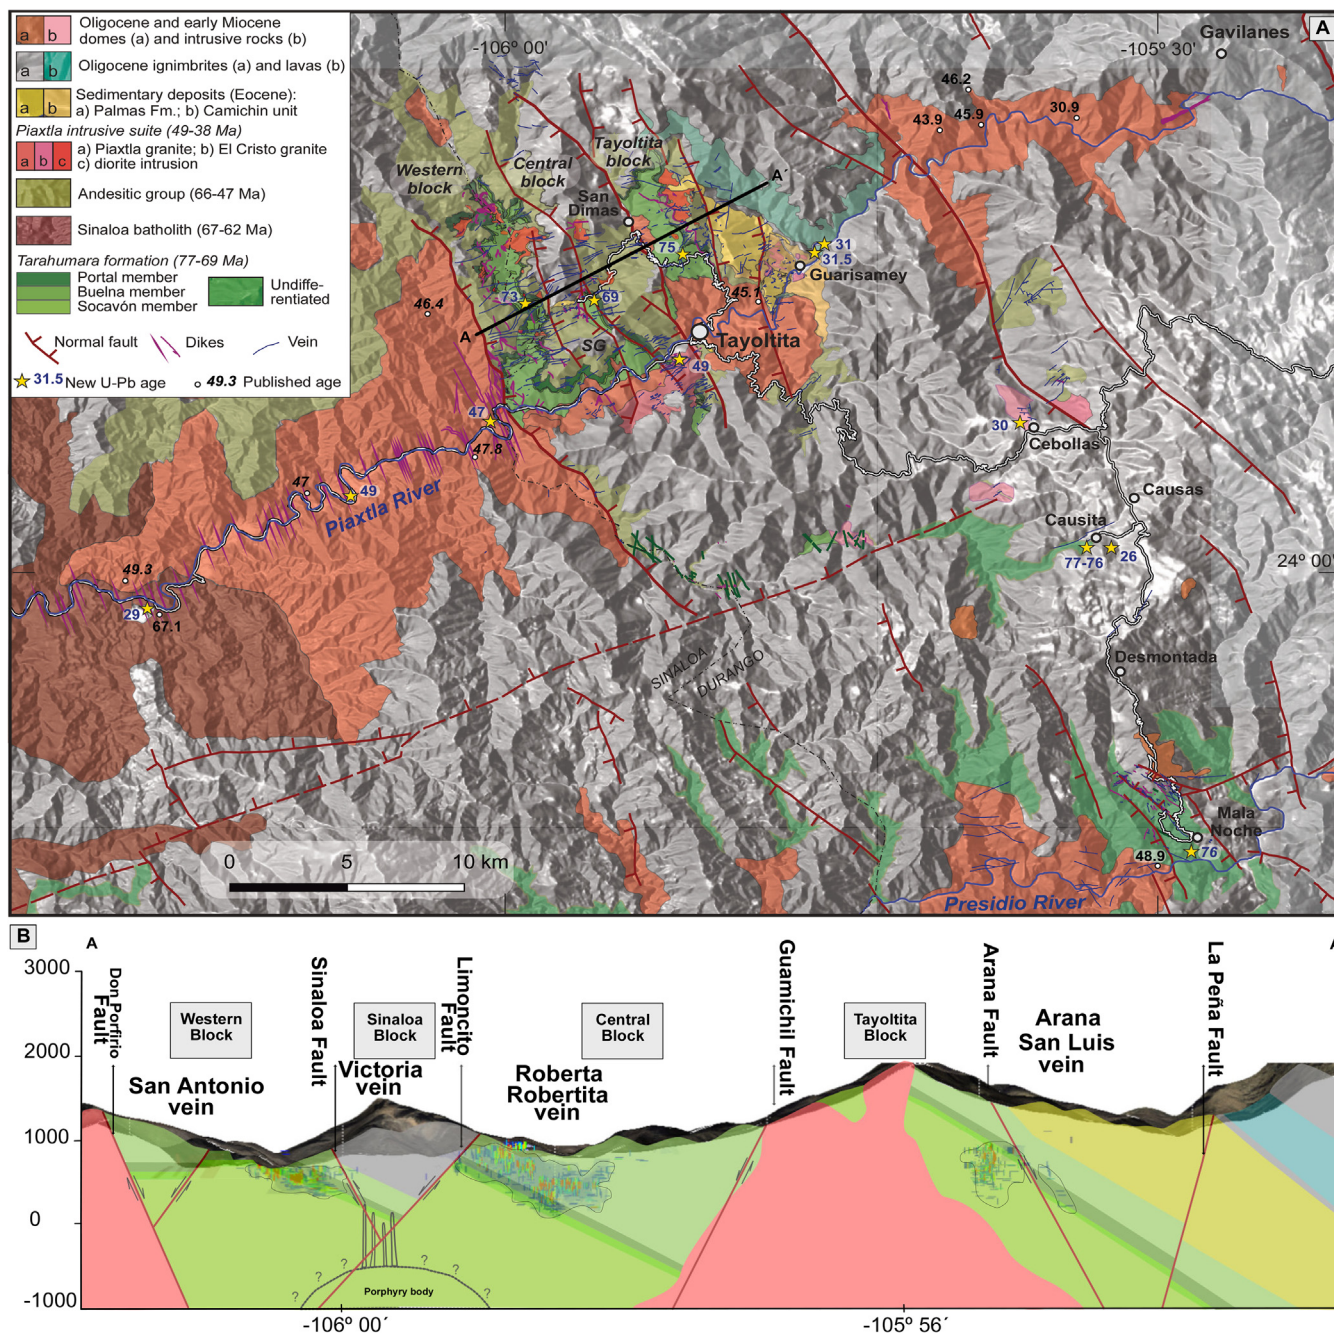 Oligocene and early Miocene
domes (a) and intrusive rocks (b)
a b
Oligocene ignimbrites (a) and lavas (b)
a b
Sedimentary deposits (Eocene):
a) Palmas Fm.; b) Camichin unit
a b
Piaxtla intrusive suite (49-38 Ma)
a) Piaxtla granite; b) El Cristo granite
c) diorite intrusion
a b c
Andesitic group (66-47 Ma)
Sinaloa batholith (67-62 Ma)
Tarahumara formation (77-69 Ma)
Portal member
Buelna member
Socavón member
Undiffe-
rentiated
Normal fault
Dikes
Vein
31.5 New U-Pb age
49.3 Published age
A
-106º 00'
-105º 30'
24º 00'
Gavilanes
46.2
43.9
45.9
30.9
Western
block
Central
block
Tayoltita
block
San
Dimas
A´
75
31
31.5
Guarisamey
73
69
45.1
46.4
A
SG
Tayoltita
49
47
47.8
30
Cebollas
47
49
Piaxtla River
Causas
Causita
77-76
26
49.3
29
67.1
SINALOA
DURANGO
Desmontada
Mala
Noche
48.9
76
Presidio River
0 5 10 km
B
A
A
3000
2000
1000
0
-1000
Don Porfirio
Fault
Western
Block
San Antonio
vein
Sinaloa Fault
Sinaloa
Block
Victoria
vein
Limoncito
Fault
Roberta
Robertita
vein
Central
Block
Guamichil Fault
Tayoltita
Block
Arana Fault
Arana
San Luis
vein
La Peña Fault
? ? ? ? ? ?
Porphyry body
-106º 00´
-105º 56´